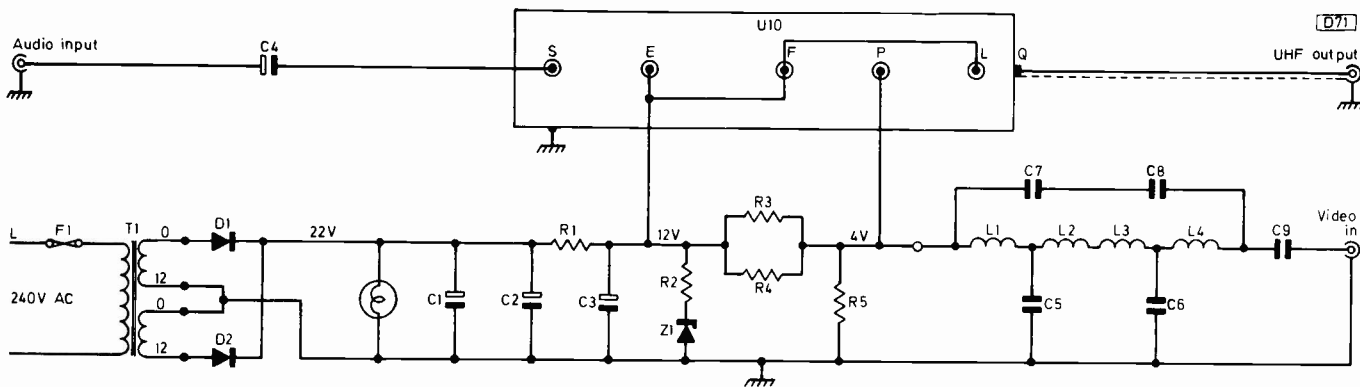 Audio input
C4
U10
S
E
F
P
L
Q
D71
UHF output
L
F1
T1
0
D1
22V
R1
12V
R3
4V
C7
C8
Video
in
240V AC
12
0
12
D2
C1
C2
C3
R2
Z1
R4
R5
L1
L2
L3
L4
C9
C5
C6